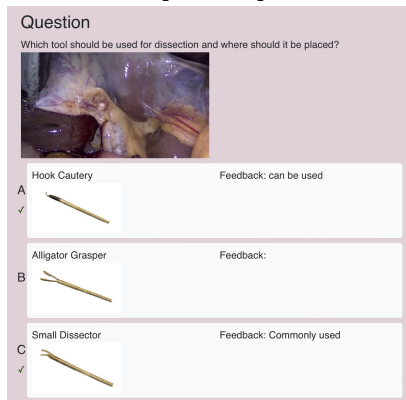 Question
Which tool should be used for dissection and where should it be placed?
Hook Cautery
Feedback: can be used
A
✓
Alligator Grasper
Feedback:
B
Small Dissector
Feedback: Commonly used
C
✓